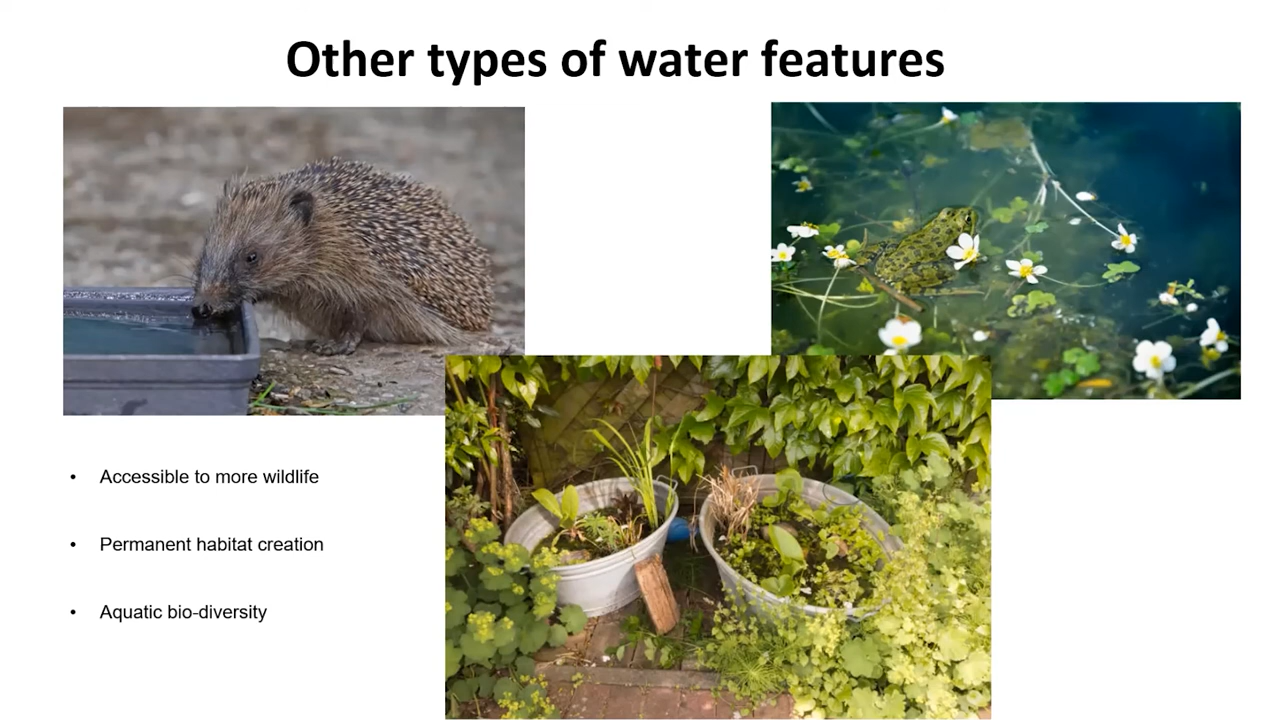 Other types of water features
• Accessible to more wildlife
• Permanent habitat creation
• Aquatic bio-diversity